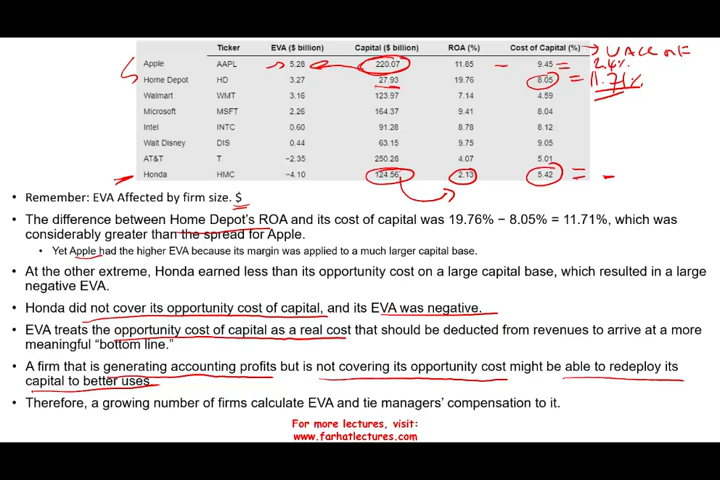 Ticker EVA ($ billion) Capital ($ billion) ROA (%) Cost of Capital (%)
Apple AAPL 5.28 220.07 11.85 9.45 = 2.4%
Home Depot HD 3.27 27.93 19.76 8.05 = 11.71%
Walmart WMT 3.16 123.97 7.14 4.59
Microsoft MSFT 2.26 164.37 9.41 8.04
Intel INTC 0.60 91.28 8.78 8.12
Walt Disney DIS 0.44 63.15 9.75 9.05
AT&T T −2.35 250.28 4.07 5.01
Honda HMC −4.10 124.56 2.13 5.42 = –
• Remember: EVA Affected by firm size. $
• The difference between Home Depot's ROA and its cost of capital was 19.76% − 8.05% = 11.71%, which was
considerably greater than the spread for Apple.
• Yet Apple had the higher EVA because its margin was applied to a much larger capital base.
• At the other extreme, Honda earned less than its opportunity cost on a large capital base, which resulted in a large
negative EVA.
• Honda did not cover its opportunity cost of capital, and its EVA was negative.
• EVA treats the opportunity cost of capital as a real cost that should be deducted from revenues to arrive at a more
meaningful “bottom line.”
• A firm that is generating accounting profits but is not covering its opportunity cost might be able to redeploy its
capital to better uses.
• Therefore, a growing number of firms calculate EVA and tie managers’ compensation to it.
For more lectures, visit:
www.farhatlectures.com